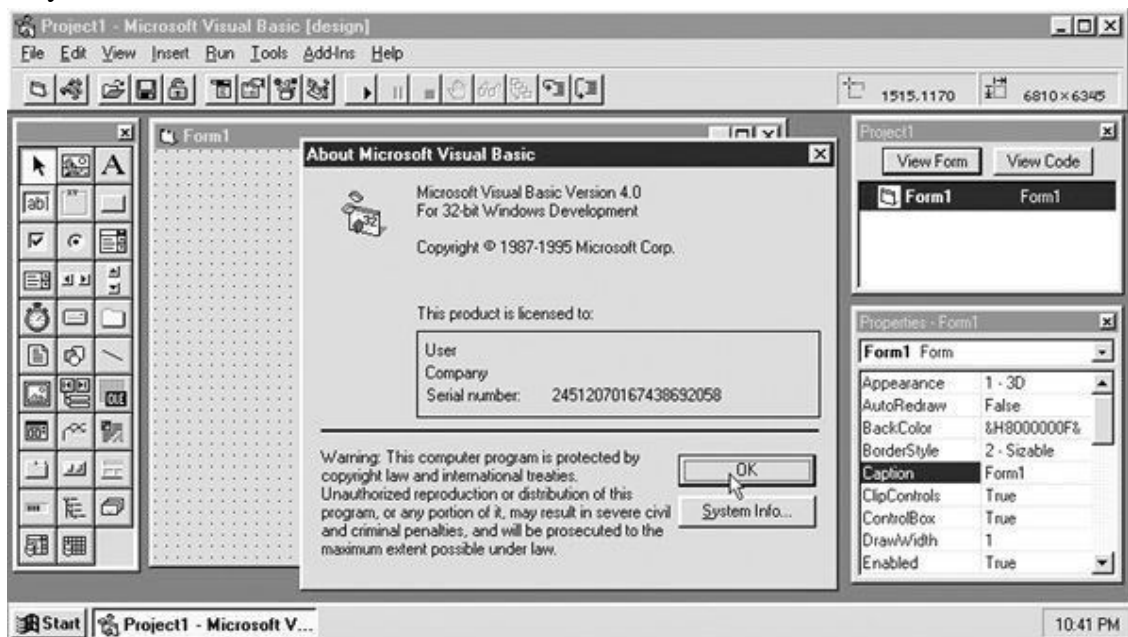 Project1 - Microsoft Visual Basic [design]
File Edit View Insert Run Tools Add-Ins Help
1515,1170 6810×6345
Form1
About Microsoft Visual Basic
Microsoft Visual Basic Version 4.0
For 32-bit Windows Development
Copyright © 1987-1995 Microsoft Corp.
This product is licensed to:
User
Company
Serial number: 24512070167438692058
Warning: This computer program is protected by
copyright law and international treaties.
Unauthorized reproduction or distribution of this
program, or any portion of it, may result in severe civil
and criminal penalties, and will be prosecuted to the
maximum extent possible under law.
OK
System Info...
A
ab
32
OLE
Project1
View Form View Code
Form1 Form1
Properties - Form1
Form1 Form
Appearance 1 - 3D
AutoRedraw False
BackColor &H8000000F&
BorderStyle 2 - Sizable
Caption Form1
ClipControls True
ControlBox True
DrawWidth 1
Enabled True
Start Project1 - Microsoft V...
10:41 PM